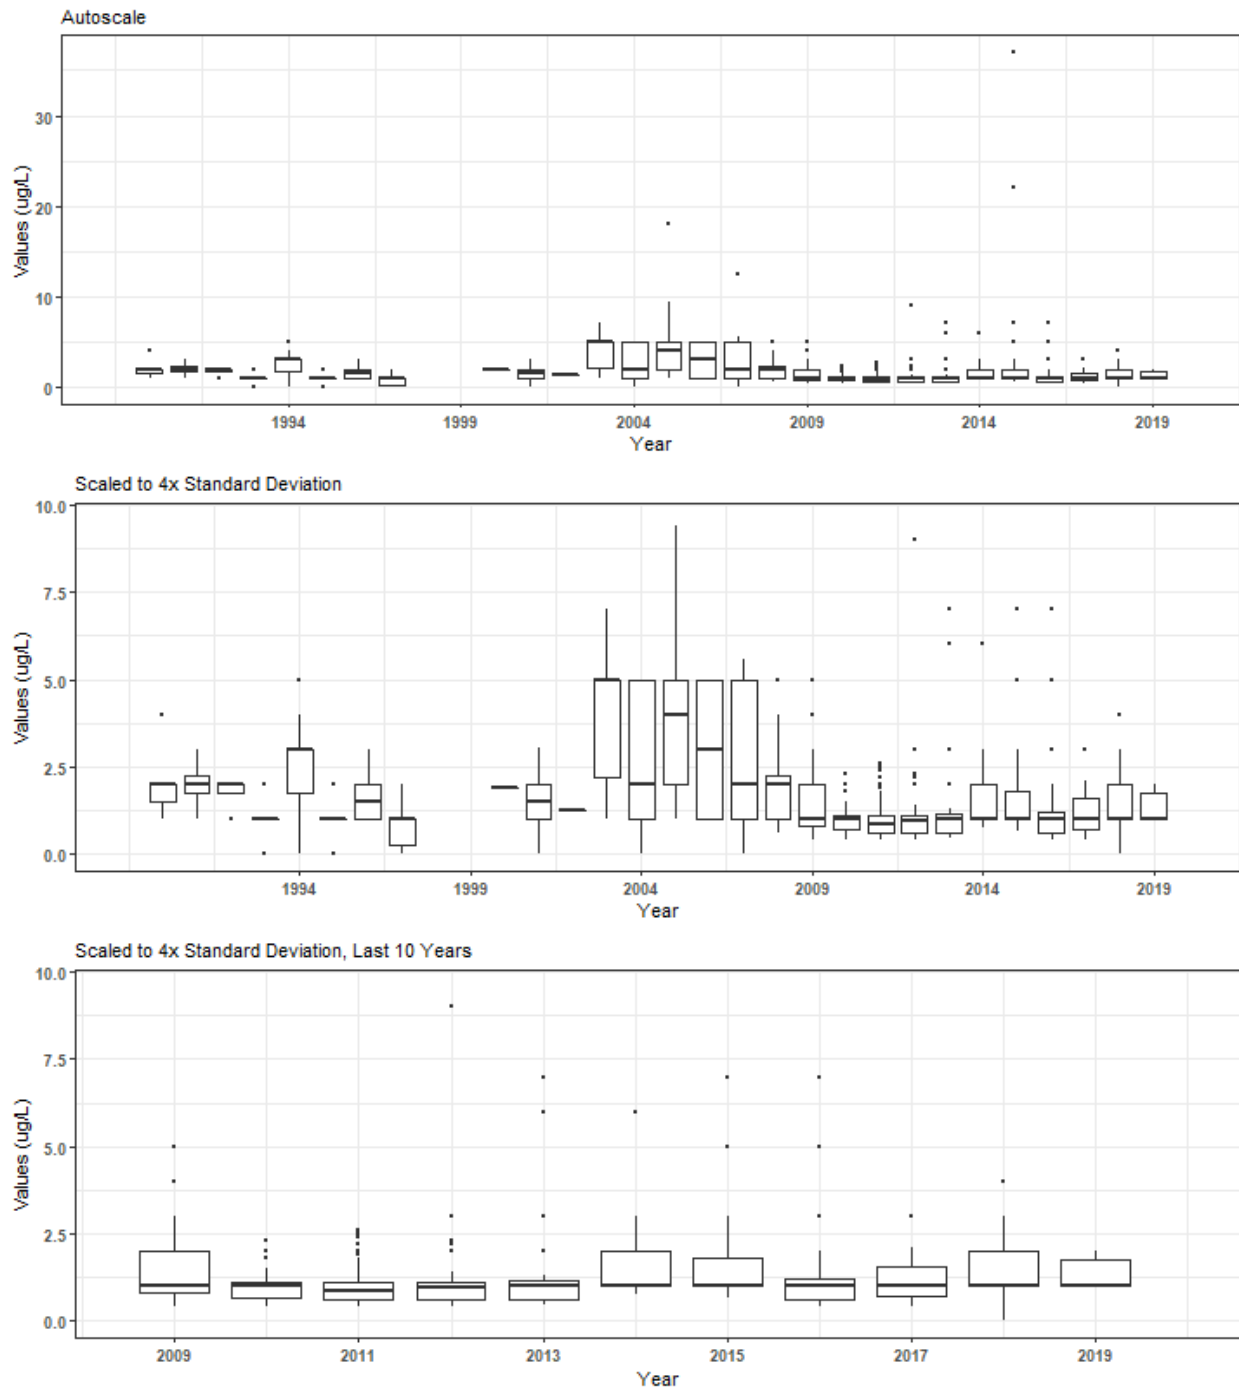 Autoscale
30
20
10
0
Values (ug/L)
1994 1999 2004 2009 2014 2019
Year
Scaled to 4x Standard Deviation
10.0
7.5
5.0
2.5
0.0
Values (ug/L)
1994 1999 2004 2009 2014 2019
Year
Scaled to 4x Standard Deviation, Last 10 Years
10.0
7.5
5.0
2.5
0.0
Values (ug/L)
2009 2011 2013 2015 2017 2019
Year